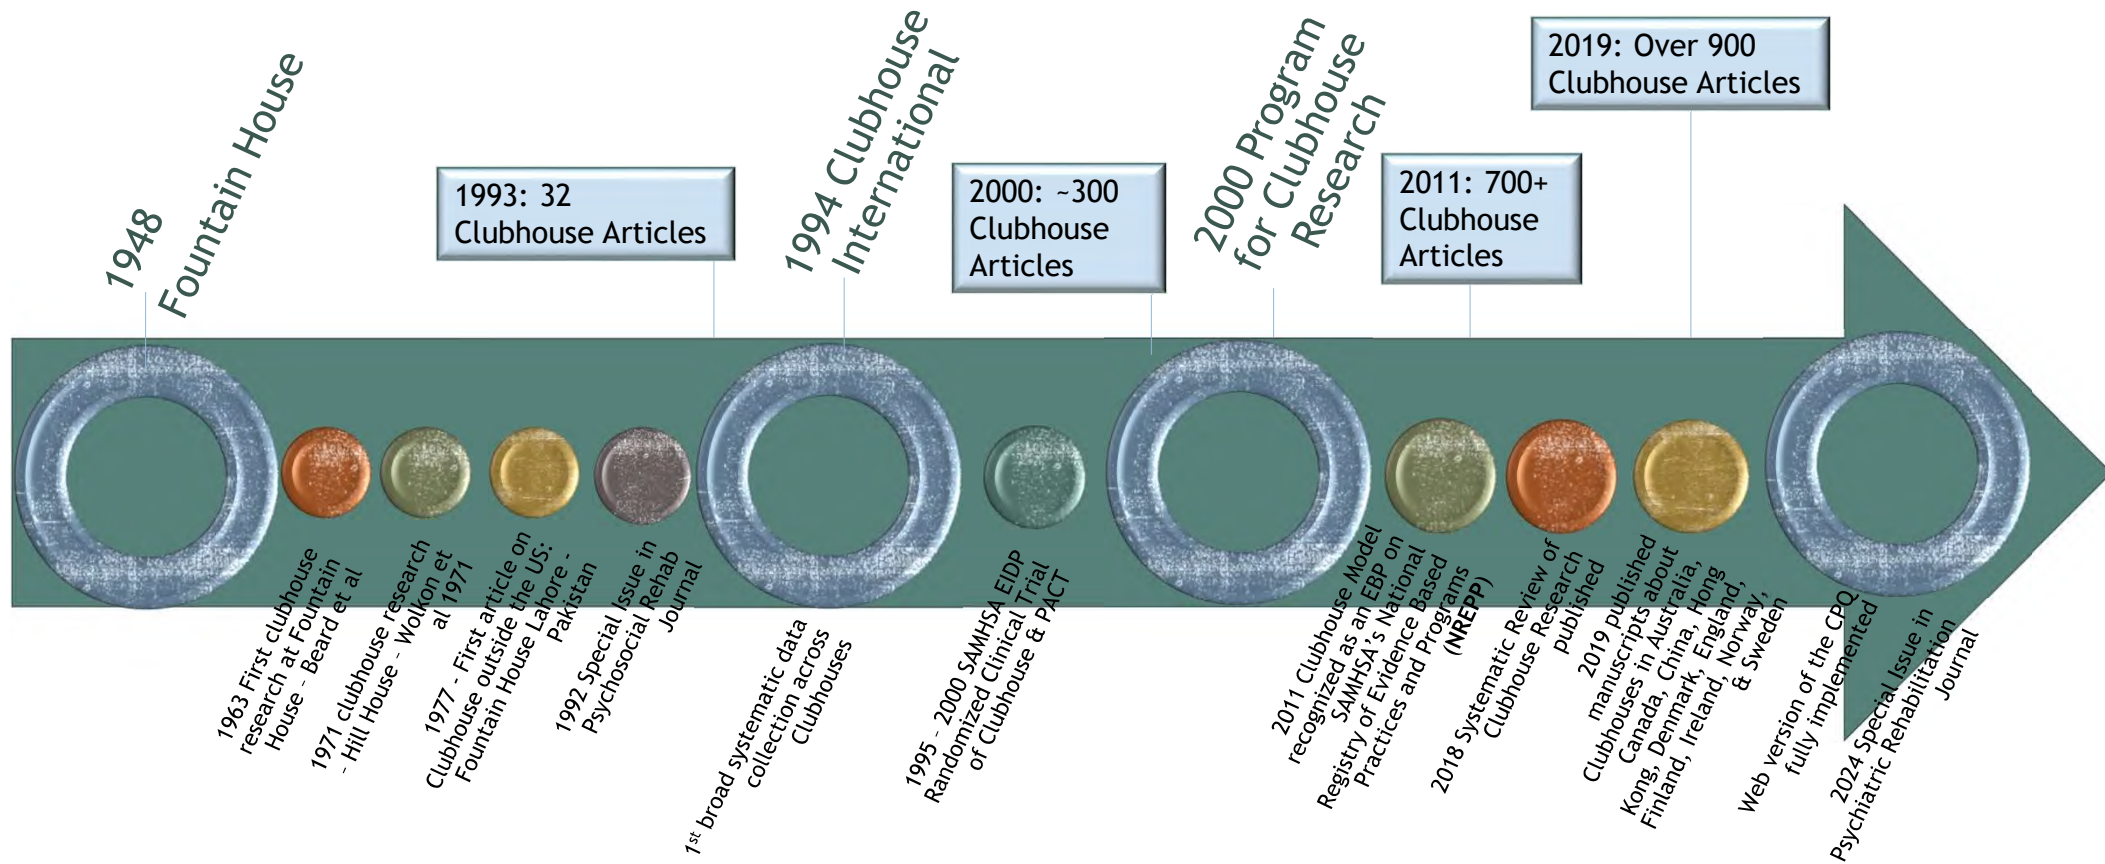 1948
Fountain House
1993: 32
Clubhouse Articles
1994 Clubhouse
International
2000: ~300
Clubhouse
Articles
2000 Program
for Clubhouse
Research
2011: 700+
Clubhouse
Articles
2019: Over 900
Clubhouse Articles
1963 First clubhouse
research at Fountain
House - Beard et al
1971 clubhouse research
- Hill House - Wolkon et
al 1971
1977 - First article on
Clubhouse outside the US:
Fountain House Lahore -
Pakistan
1992 Special Issue in
Psychosocial Rehab
Journal
1st broad systematic data
collection across
Clubhouses
1995 - 2000 SAMHSA EIDP
Randomized Clinical Trial
of Clubhouse & PACT
2011 Clubhouse Model
recognized as an EBP on
SAMHSA's National
Registry of Evidence Based
Practices and Programs
(NREPP)
2018 Systematic Review of
Clubhouse Research
published
2019 published
manuscripts about
Clubhouses in Australia,
Canada, China, Hong
Kong, Denmark, England,
Finland, Ireland, Norway,
& Sweden
Web version of the CPQ
fully implemented
2024 Special Issue in
Psychiatric Rehabilitation
Journal